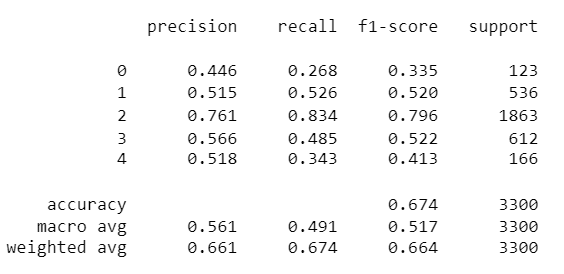 precision recall f1-score support
0 0.446 0.268 0.335 123
1 0.515 0.526 0.520 536
2 0.761 0.834 0.796 1863
3 0.566 0.485 0.522 612
4 0.518 0.343 0.413 166
accuracy 0.674 3300
macro avg 0.561 0.491 0.517 3300
weighted avg 0.661 0.674 0.664 3300